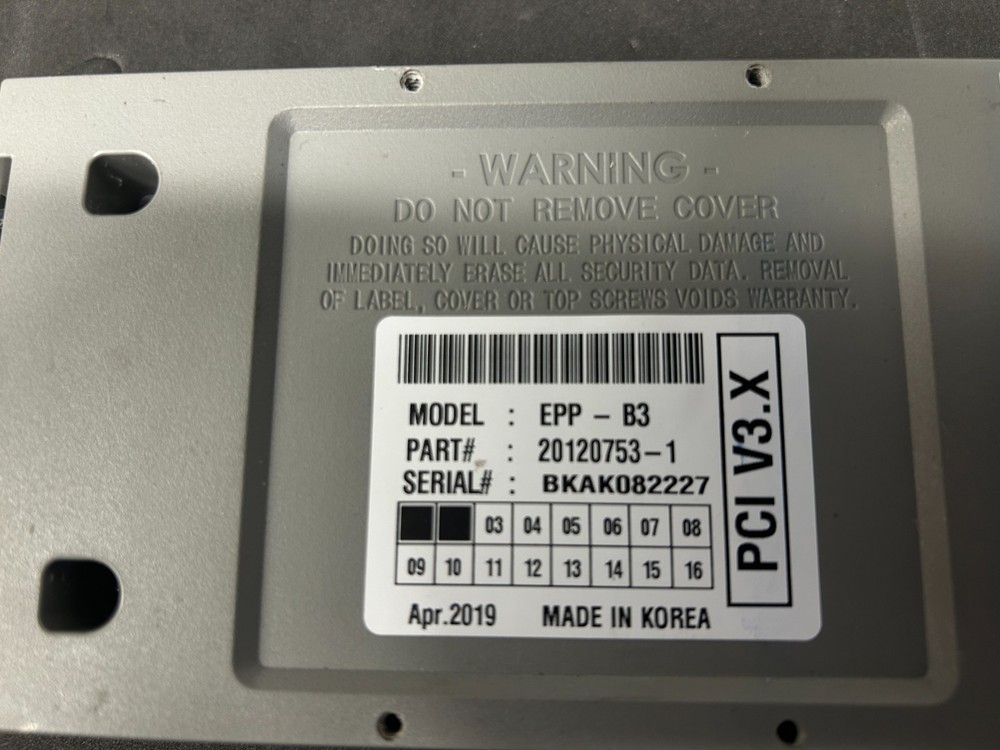 - WARNING -
DO NOT REMOVE COVER
DOING SO WILL CAUSE PHYSICAL DAMAGE AND
IMMEDIATELY ERASE ALL SECURITY DATA. REMOVAL
OF LABEL, COVER OR TOP SCREWS VOIDS WARRANTY.
MODEL : EPP - B3
PART# : 20120753-1
SERIAL# : BKAK082227
03 04 05 06 07 08
09 10 11 12 13 14 15 16
Apr.2019 MADE IN KOREA
PCI V3.X